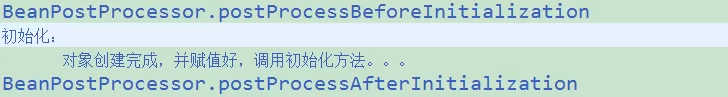 BeanPostProcessor.postProcessBeforeInitialization
初始化：
对象创建完成，并赋值好，调用初始化方法。。。
BeanPostProcessor.postProcessAfterInitialization